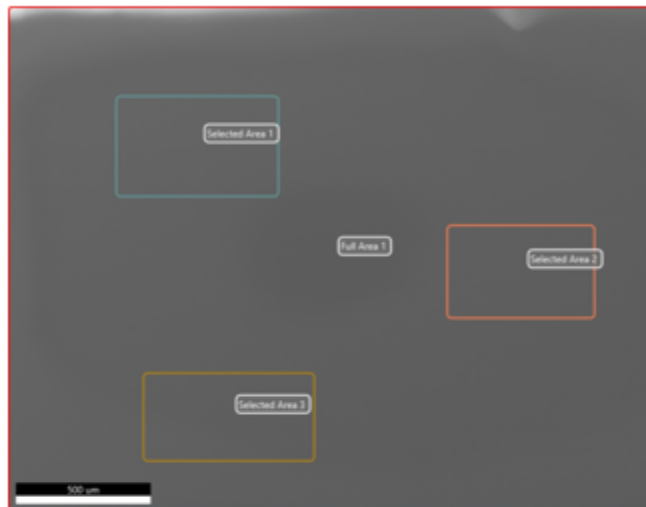 Selected Area 1
Full Area 1
Selected Area 2
Selected Area 3
500 µm